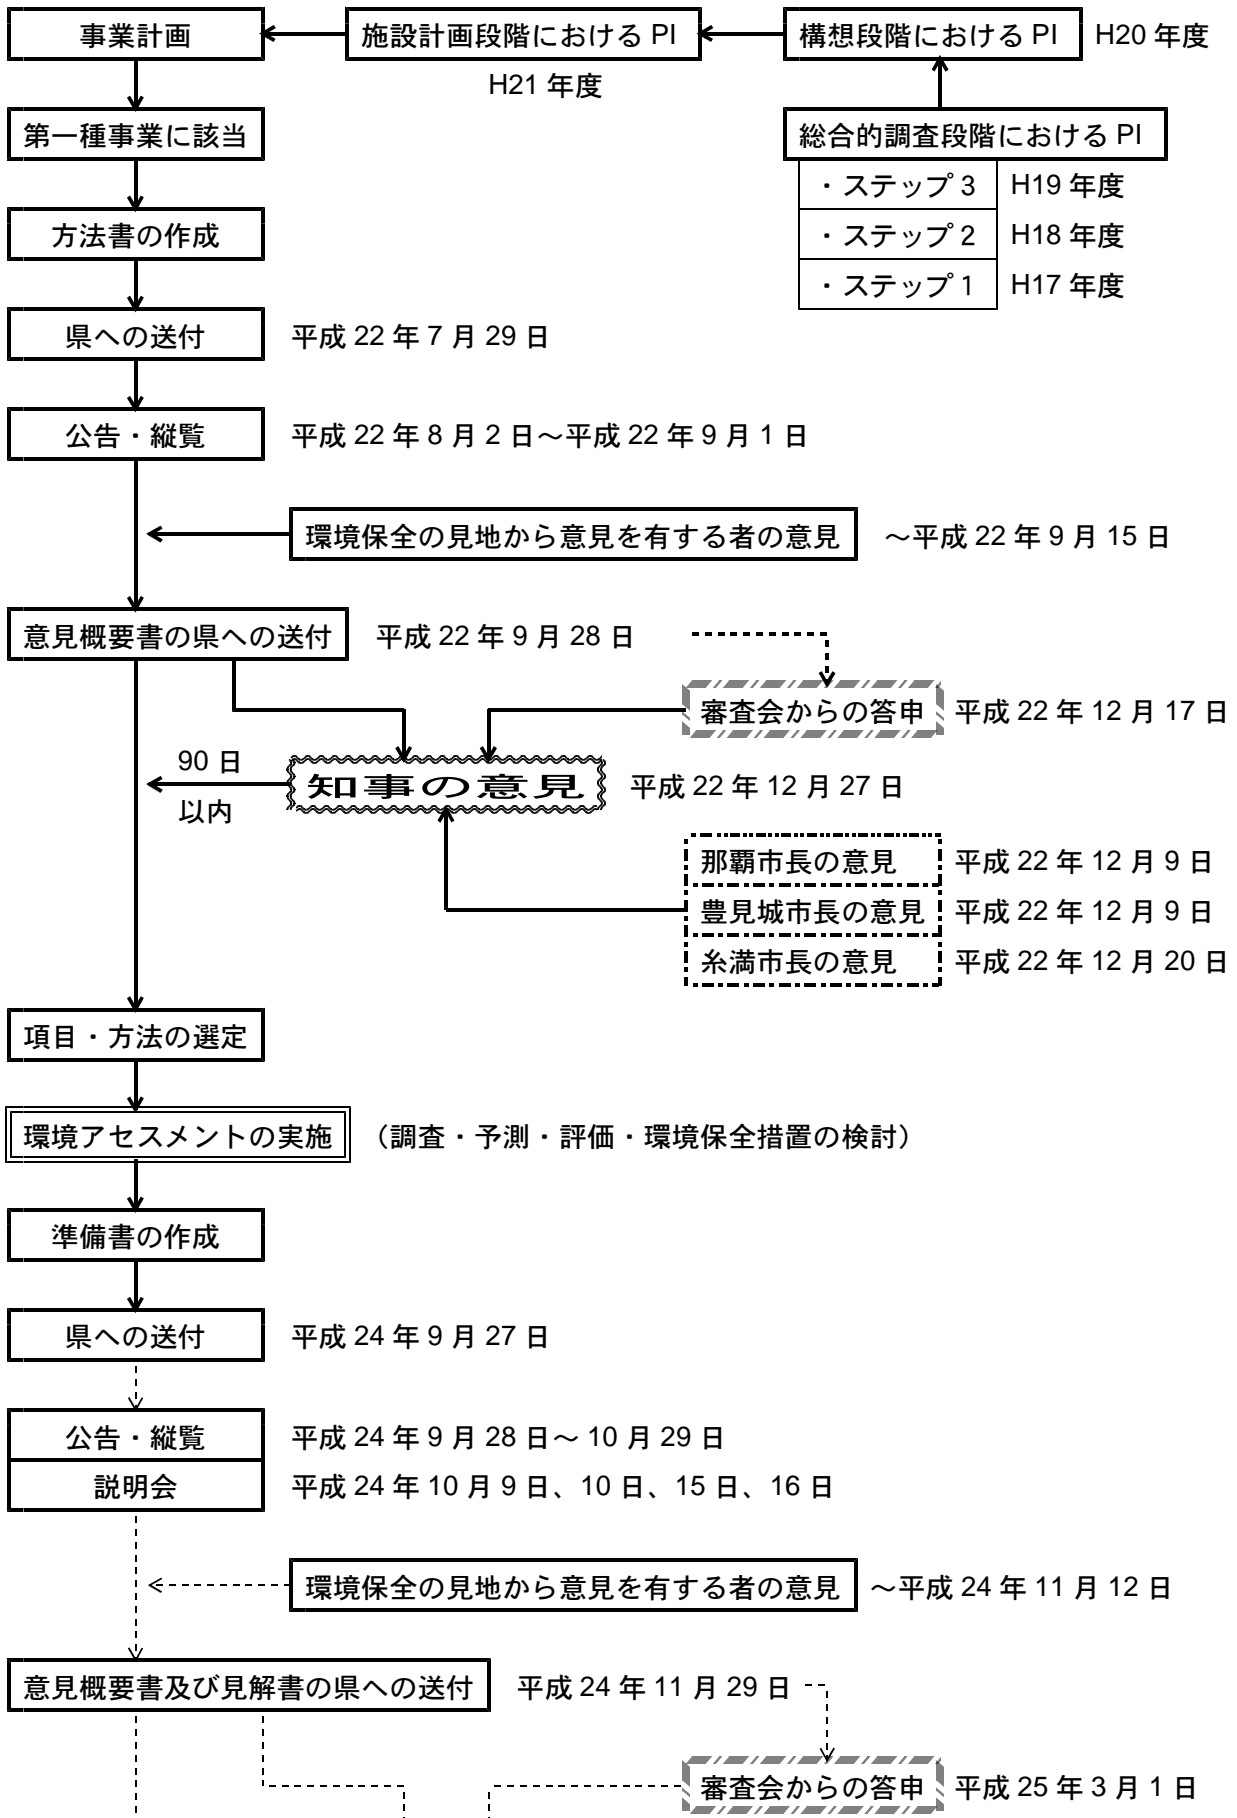 事業計画
施設計画段階における PI
構想段階における PI
H20 年度
H21 年度
第一種事業に該当
総合的調査段階における PI
・ステップ 3
H19 年度
方法書の作成
・ステップ 2
H18 年度
・ステップ 1
H17 年度
県への送付
平成 22 年 7 月 29 日
公告・縦覧
平成 22 年 8 月 2 日～平成 22 年 9 月 1 日
環境保全の見地から意見を有する者の意見
～平成 22 年 9 月 15 日
意見概要書の県への送付
平成 22 年 9 月 28 日
審査会からの答申
平成 22 年 12 月 17 日
90 日
以内
知事の意見
平成 22 年 12 月 27 日
那覇市長の意見
平成 22 年 12 月 9 日
豊見城市長の意見
平成 22 年 12 月 9 日
糸満市長の意見
平成 22 年 12 月 20 日
項目・方法の選定
環境アセスメントの実施
（調査・予測・評価・環境保全措置の検討）
準備書の作成
県への送付
平成 24 年 9 月 27 日
公告・縦覧
平成 24 年 9 月 28 日～ 10 月 29 日
説明会
平成 24 年 10 月 9 日、10 日、15 日、16 日
環境保全の見地から意見を有する者の意見
～平成 24 年 11 月 12 日
意見概要書及び見解書の県への送付
平成 24 年 11 月 29 日
審査会からの答申
平成 25 年 3 月 1 日